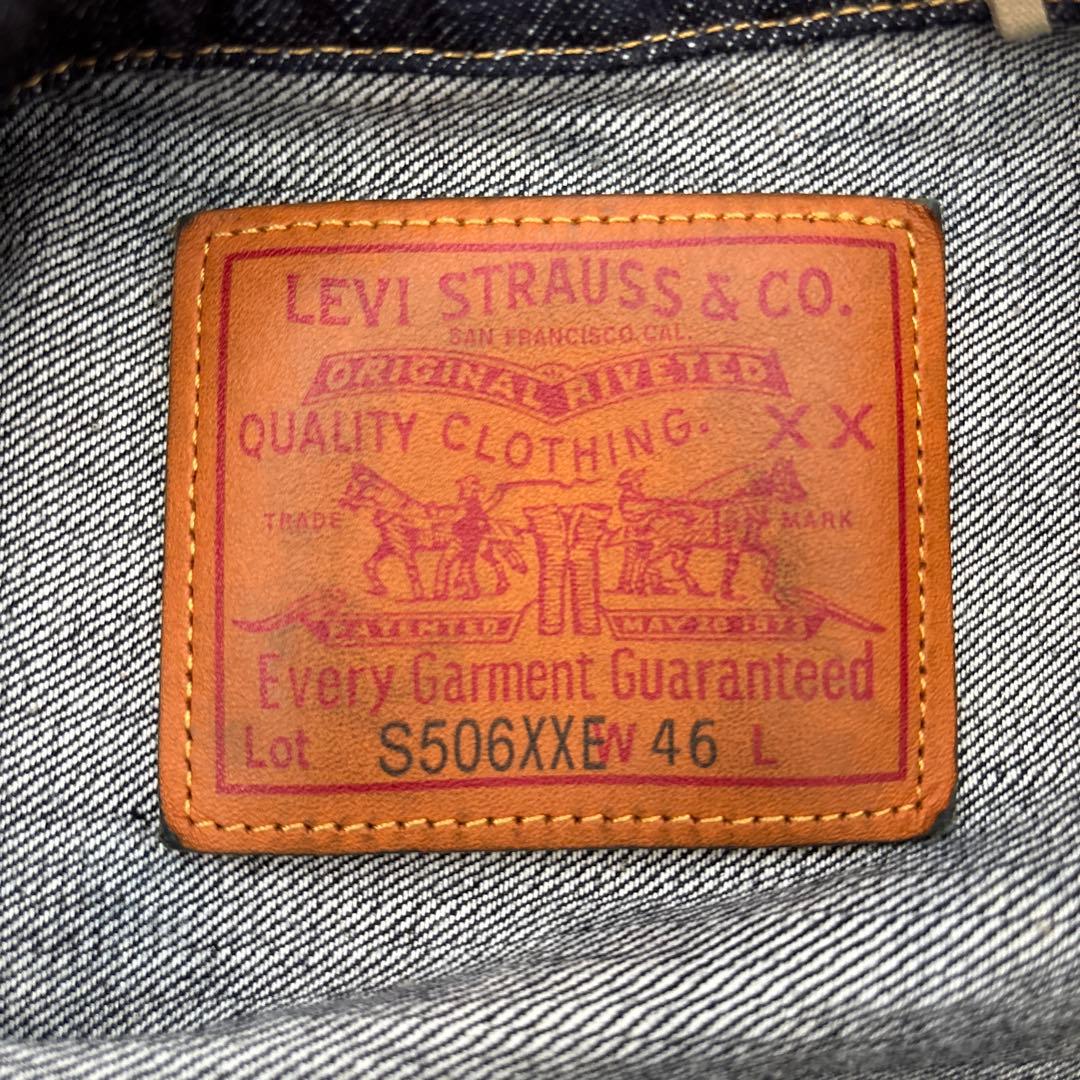 LEVI STRAUSS & CO.
SAN FRANCISCO, CAL.
ORIGINAL RIVETED
QUALITY CLOTHING. XX
TRADE MARK
PATENTED MAY 20 1873
Every Garment Guaranteed
Lot S506XXE W 46 L